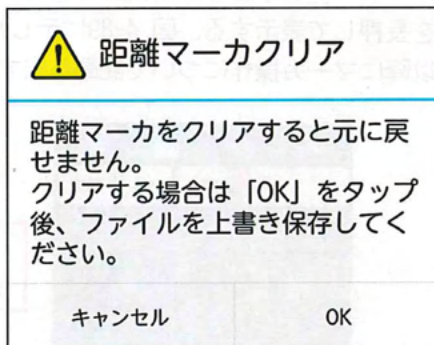 距離マーカクリア
距離マーカをクリアすると元に戻
せません。
クリアする場合は「OK」をタップ
後、ファイルを上書き保存してく
ださい。
キャンセル OK